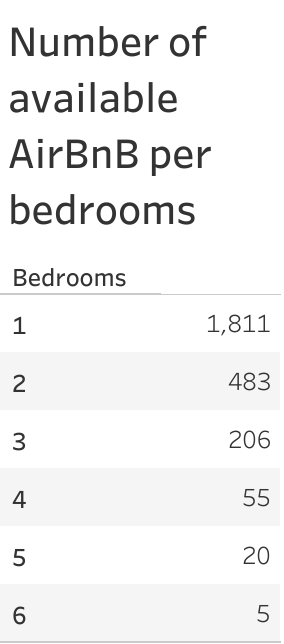 Number of
available
AirBnB per
bedrooms
Bedrooms
1 1,811
2 483
3 206
4 55
5 20
6 5